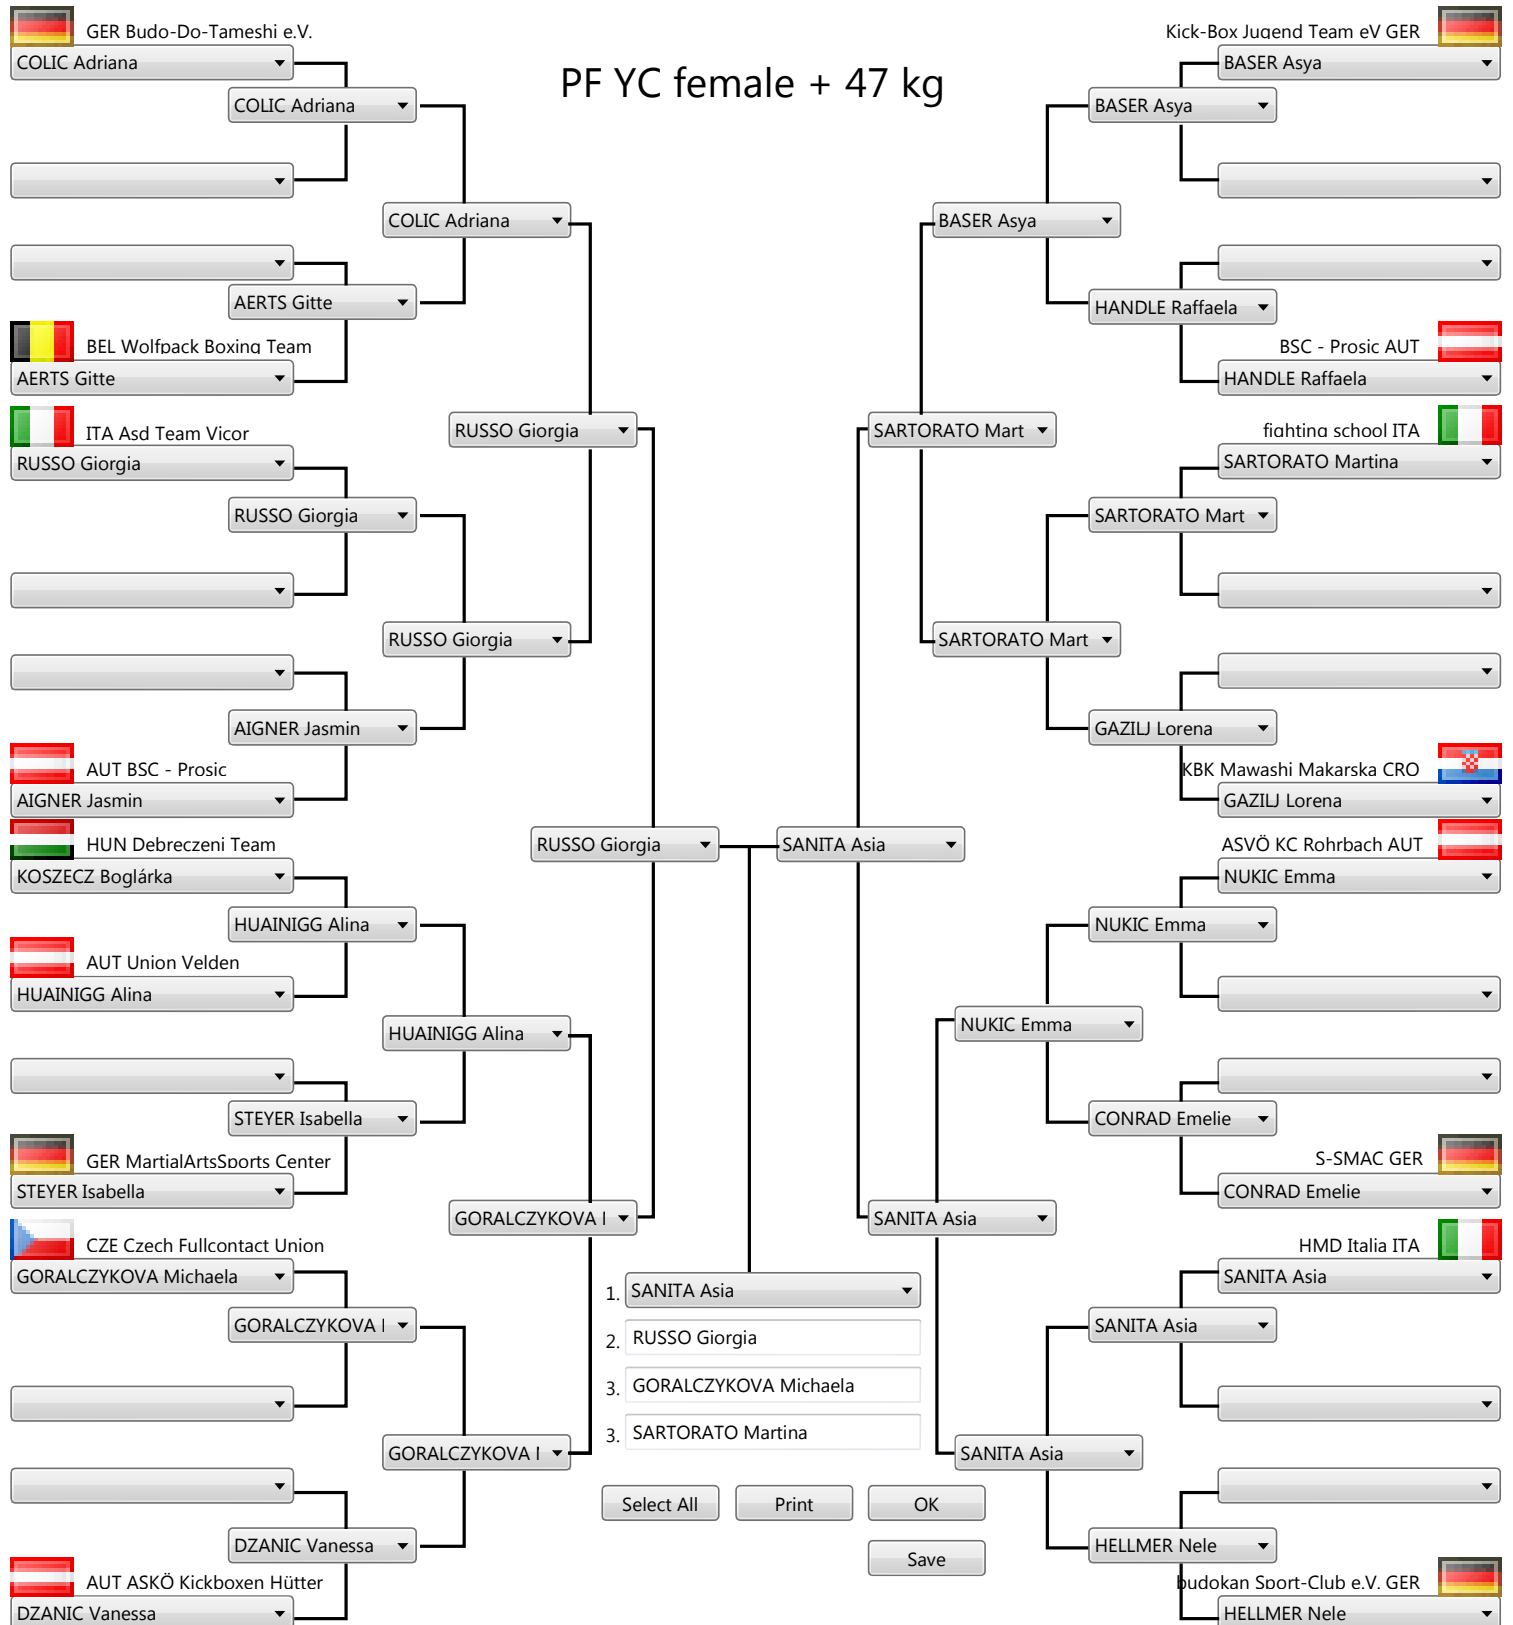 PF YC female + 47 kg
GER Budo-Do-Tameshi e.V.
COLIC Adriana
COLIC Adriana
COLIC Adriana
AERTS Gitte
BEL Wolfpack Boxing Team
AERTS Gitte
ITA Asd Team Vicor
RUSSO Giorgia
RUSSO Giorgia
RUSSO Giorgia
RUSSO Giorgia
AIGNER Jasmin
AUT BSC - Prosic
AIGNER Jasmin
RUSSO Giorgia
HUN Debreczeni Team
KOSZECZ Boglárka
HUAINIGG Alina
AUT Union Velden
HUAINIGG Alina
HUAINIGG Alina
STEYER Isabella
GER MartialArtsSports Center
STEYER Isabella
GORALCZYKOVA
CZE Czech Fullcontact Union
GORALCZYKOVA Michaela
GORALCZYKOVA
GORALCZYKOVA
DZANIC Vanessa
AUT ASKÖ Kickboxen Hütter
DZANIC Vanessa
Kick-Box Jugend Team eV GER
BASER Asya
BASER Asya
BASER Asya
HANDLE Raffaela
BSC - Prosic AUT
HANDLE Raffaela
SARTORATO Mart
fighting school ITA
SARTORATO Martina
SARTORATO Mart
SARTORATO Mart
GAZILJ Lorena
KBK Mawashi Makarska CRO
GAZILJ Lorena
SANITA Asia
ASVÖ KC Rohrbach AUT
NUKIC Emma
NUKIC Emma
NUKIC Emma
CONRAD Emelie
S-SMAC GER
CONRAD Emelie
SANITA Asia
HMD Italia ITA
SANITA Asia
SANITA Asia
SANITA Asia
HELLMER Nele
budokan Sport-Club e.V. GER
HELLMER Nele
1. SANITA Asia
2. RUSSO Giorgia
3. GORALCZYKOVA Michaela
3. SARTORATO Martina
Select All Print OK
Save